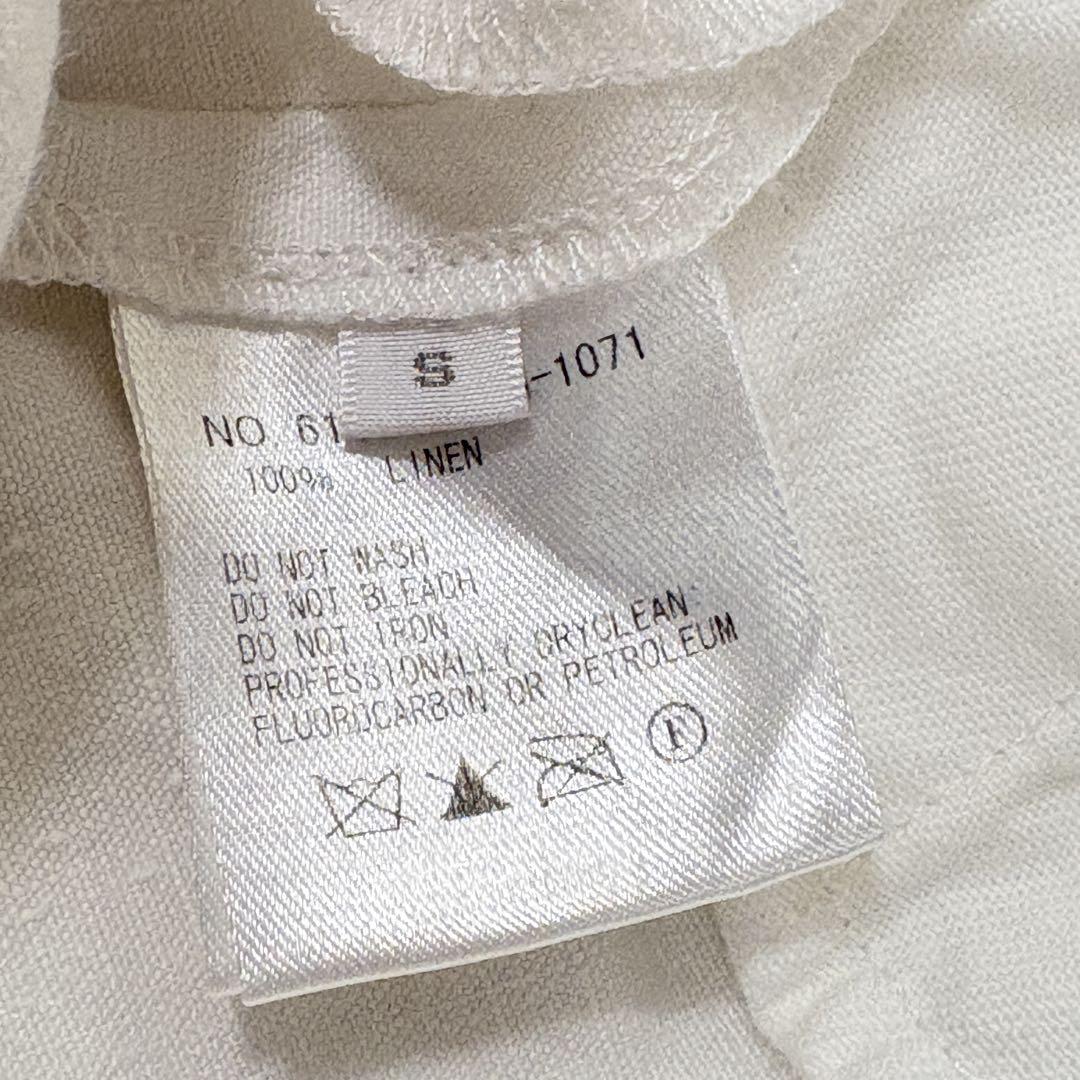 S
NO. 61 -1071
100% LINEN
DO NOT WASH
DO NOT BLEACH
DO NOT IRON
PROFESSIONALLY DRYCLEAN
FLUOROCARBON OR PETROLEUM
F